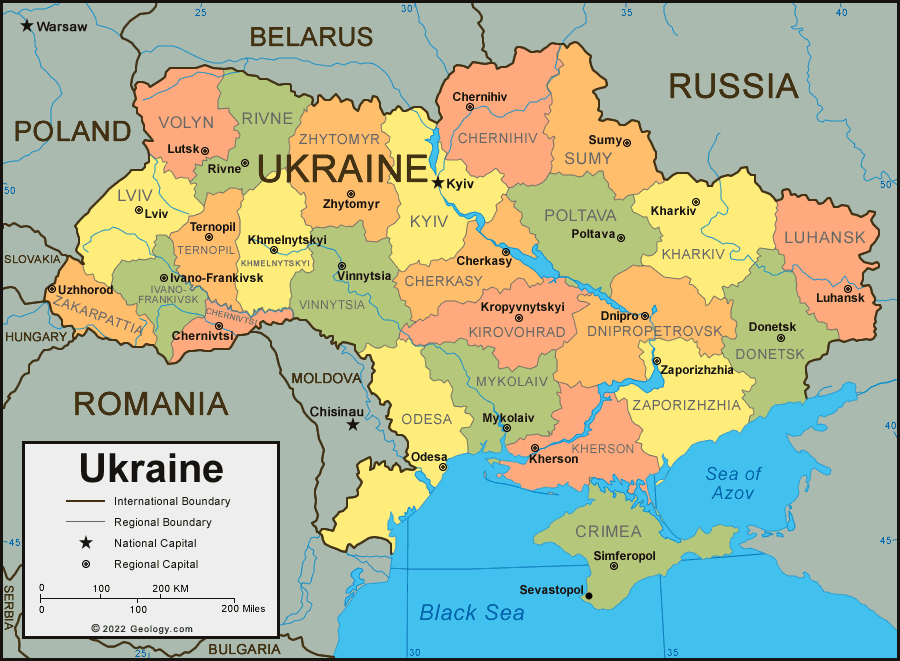 25
30
35
40
Warsaw
BELARUS
RUSSIA
POLAND
Chernihiv
VOLYN
RIVNE
ZHYTOMYR
CHERNIHIV
Sumy
SUMY
Lutsk
Rivne
UKRAINE
Kyiv
50
50
LVIV
Lviv
Zhytomyr
KYIV
POLTAVA
Poltava
Kharkiv
KHARKIV
LUHANSK
Ternopil
TERNOPIL
Khmelnytskyi
KHMELNYTSKYI
Vinnytsia
VINNYTSIA
Cherkasy
CHERKASY
SLOVAKIA
Uzhhorod
ZAKARPATTIA
Ivano-Frankivsk
IVANO-
FRANKIVSK
CHERNIVTSI
Chernivtsi
Kropyvnytskyi
KIROVOHRAD
Dnipro
DNIPROPETROVSK
Luhansk
Donetsk
DONETSK
HUNGARY
Zaporizhzhia
ZAPORIZHZHIA
MOLDOVA
Chisinau
ROMANIA
ODESA
Odesa
MYKOLAIV
Mykolaiv
Kherson
KHERSON
40
Sea of
Azov
CRIMEA
Simferopol
Sevastopol
Black Sea
45
45
SERBIA
BULGARIA
25
30
35
Ukraine
International Boundary
Regional Boundary
National Capital
Regional Capital
0 100 200 KM
0 100 200 Miles
© 2022 Geology.com